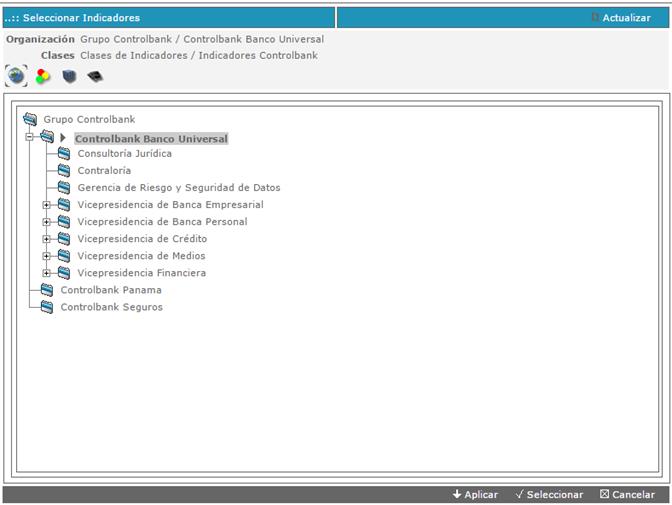 ..:: Seleccionar Indicadores
Actualizar
Organización Grupo Controlbank / Controlbank Banco Universal
Clases Clases de Indicadores / Indicadores Controlbank
Grupo Controlbank
Controlbank Banco Universal
Consultoría Jurídica
Contraloría
Gerencia de Riesgo y Seguridad de Datos
Vicepresidencia de Banca Empresarial
Vicepresidencia de Banca Personal
Vicepresidencia de Crédito
Vicepresidencia de Medios
Vicepresidencia Financiera
Controlbank Panama
Controlbank Seguros
Aplicar Seleccionar Cancelar